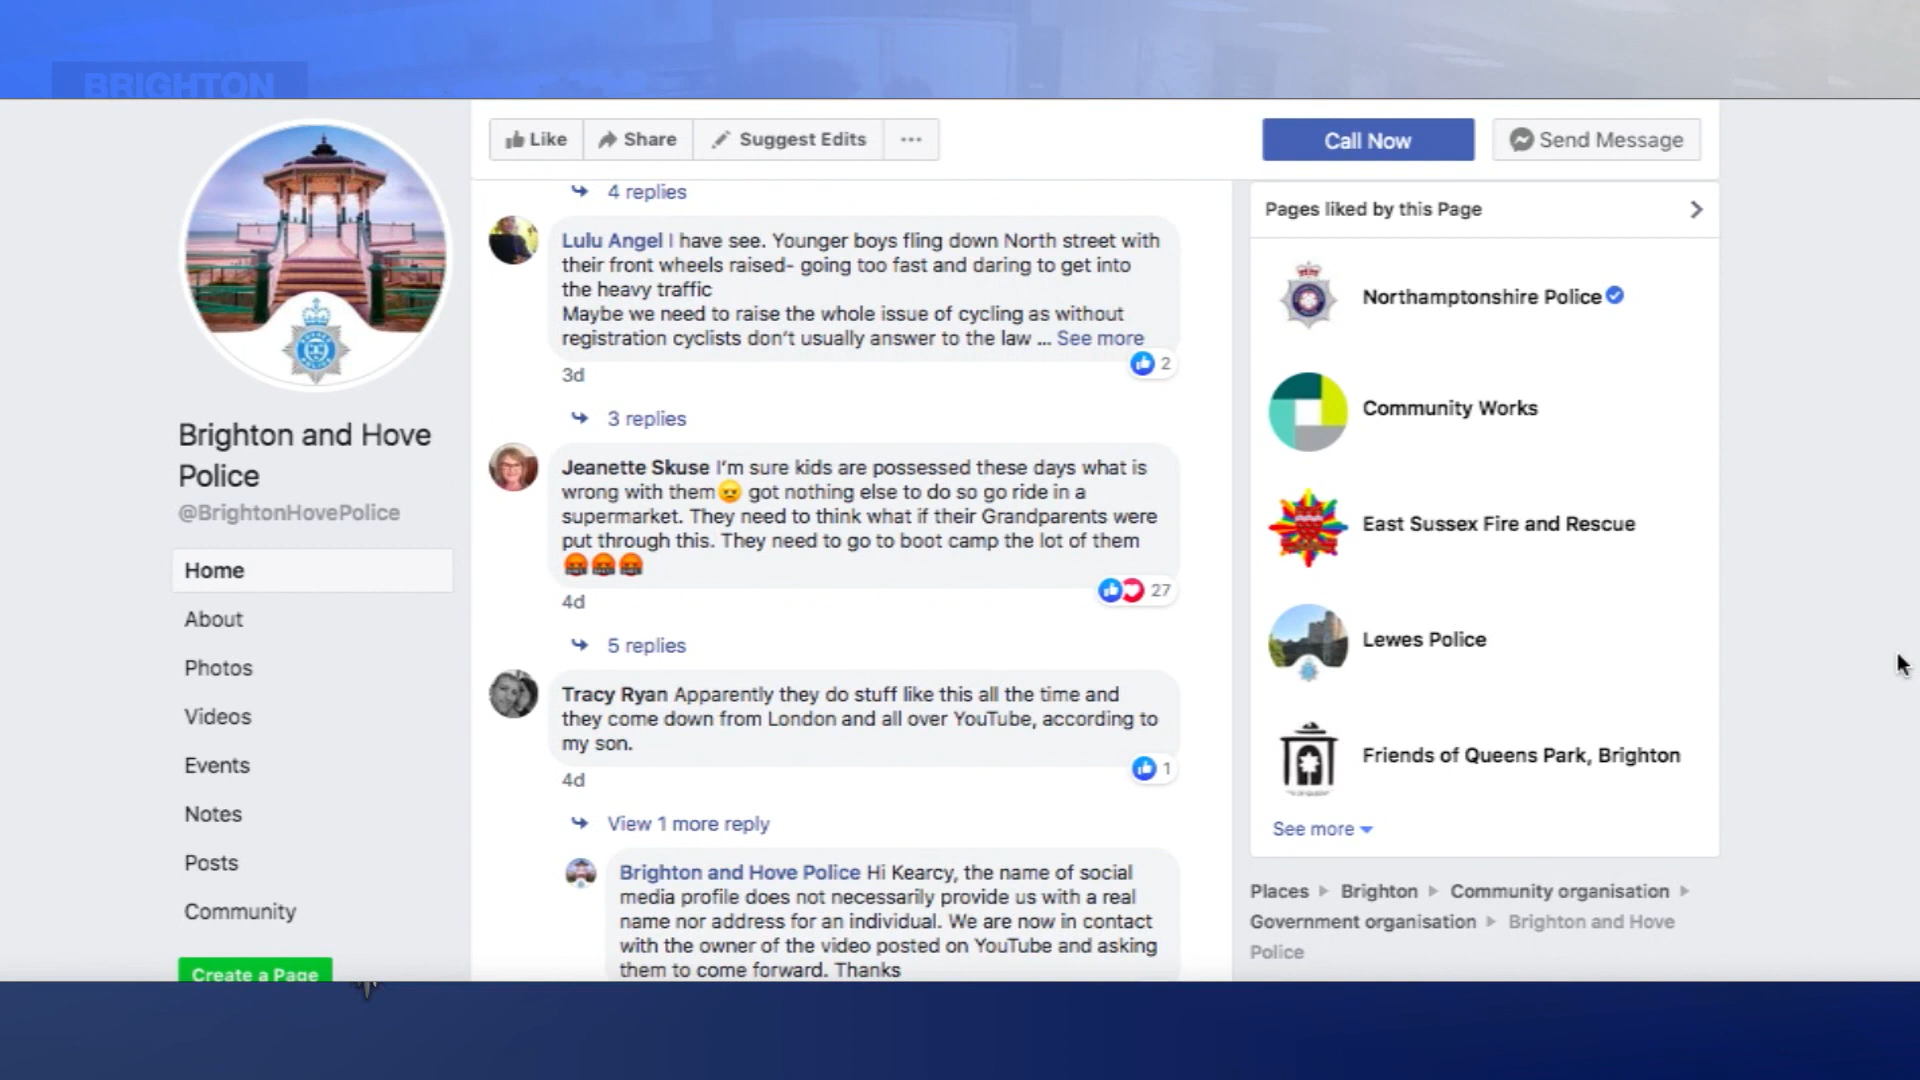 BRIGHTON
Like
Share
Suggest Edits
Call Now
Send Message
Brighton and Hove
Police
@BrightonHovePolice
Home
About
Photos
Videos
Events
Notes
Posts
Community
Create a Page
4 replies
Lulu Angel I have see. Younger boys fling down North street with
their front wheels raised- going too fast and daring to get into
the heavy traffic
Maybe we need to raise the whole issue of cycling as without
registration cyclists don't usually answer to the law ... See more
2
3d
3 replies
Jeanette Skuse I'm sure kids are possessed these days what is
wrong with them😠 got nothing else to do so go ride in a
supermarket. They need to think what if their Grandparents were
put through this. They need to go to boot camp the lot of them
🤬🤬🤬
27
4d
5 replies
Tracy Ryan Apparently they do stuff like this all the time and
they come down from London and all over YouTube, according to
my son.
1
4d
View 1 more reply
Brighton and Hove Police Hi Kearcy, the name of social
media profile does not necessarily provide us with a real
name nor address for an individual. We are now in contact
with the owner of the video posted on YouTube and asking
them to come forward. Thanks
Pages liked by this Page
Northamptonshire Police
Community Works
East Sussex Fire and Rescue
Lewes Police
Friends of Queens Park, Brighton
See more
Places ▸ Brighton ▸ Community organisation ▸
Government organisation ▸ Brighton and Hove
Police